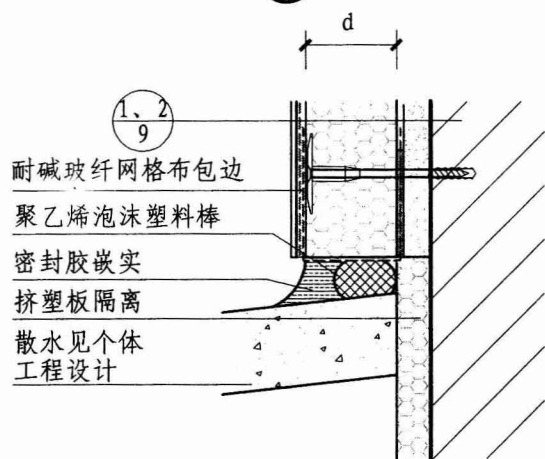 d
1、2
9
耐碱玻纤网格布包边
聚乙烯泡沫塑料棒
密封胶嵌实
挤塑板隔离
散水见个体
工程设计